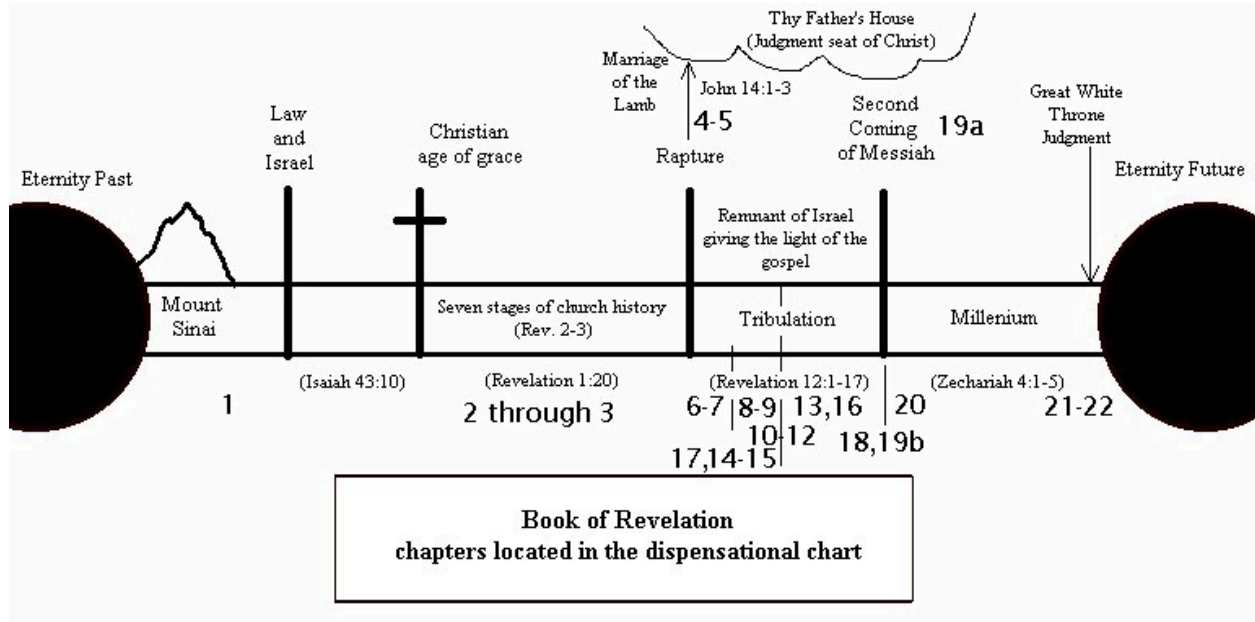 Thy Father's House
(Judgment seat of Christ)
Marriage
of the
Lamb
John 14:1-3
4-5
Rapture
Second
Coming
of Messiah
19a
Great White
Throne
Judgment
Law
and
Israel
Christian
age of grace
Eternity Past
Eternity Future
Remnant of Israel
giving the light of the
gospel
Mount
Sinai
Seven stages of church history
(Rev. 2-3)
Tribulation
Millenium
(Isaiah 43:10)
(Revelation 1:20)
(Revelation 12:1-17)
(Zechariah 4:1-5)
1
2 through 3
6-7
8-9
13,16
20
21-22
10-12
18,19b
17,14-15
Book of Revelation
chapters located in the dispensational chart